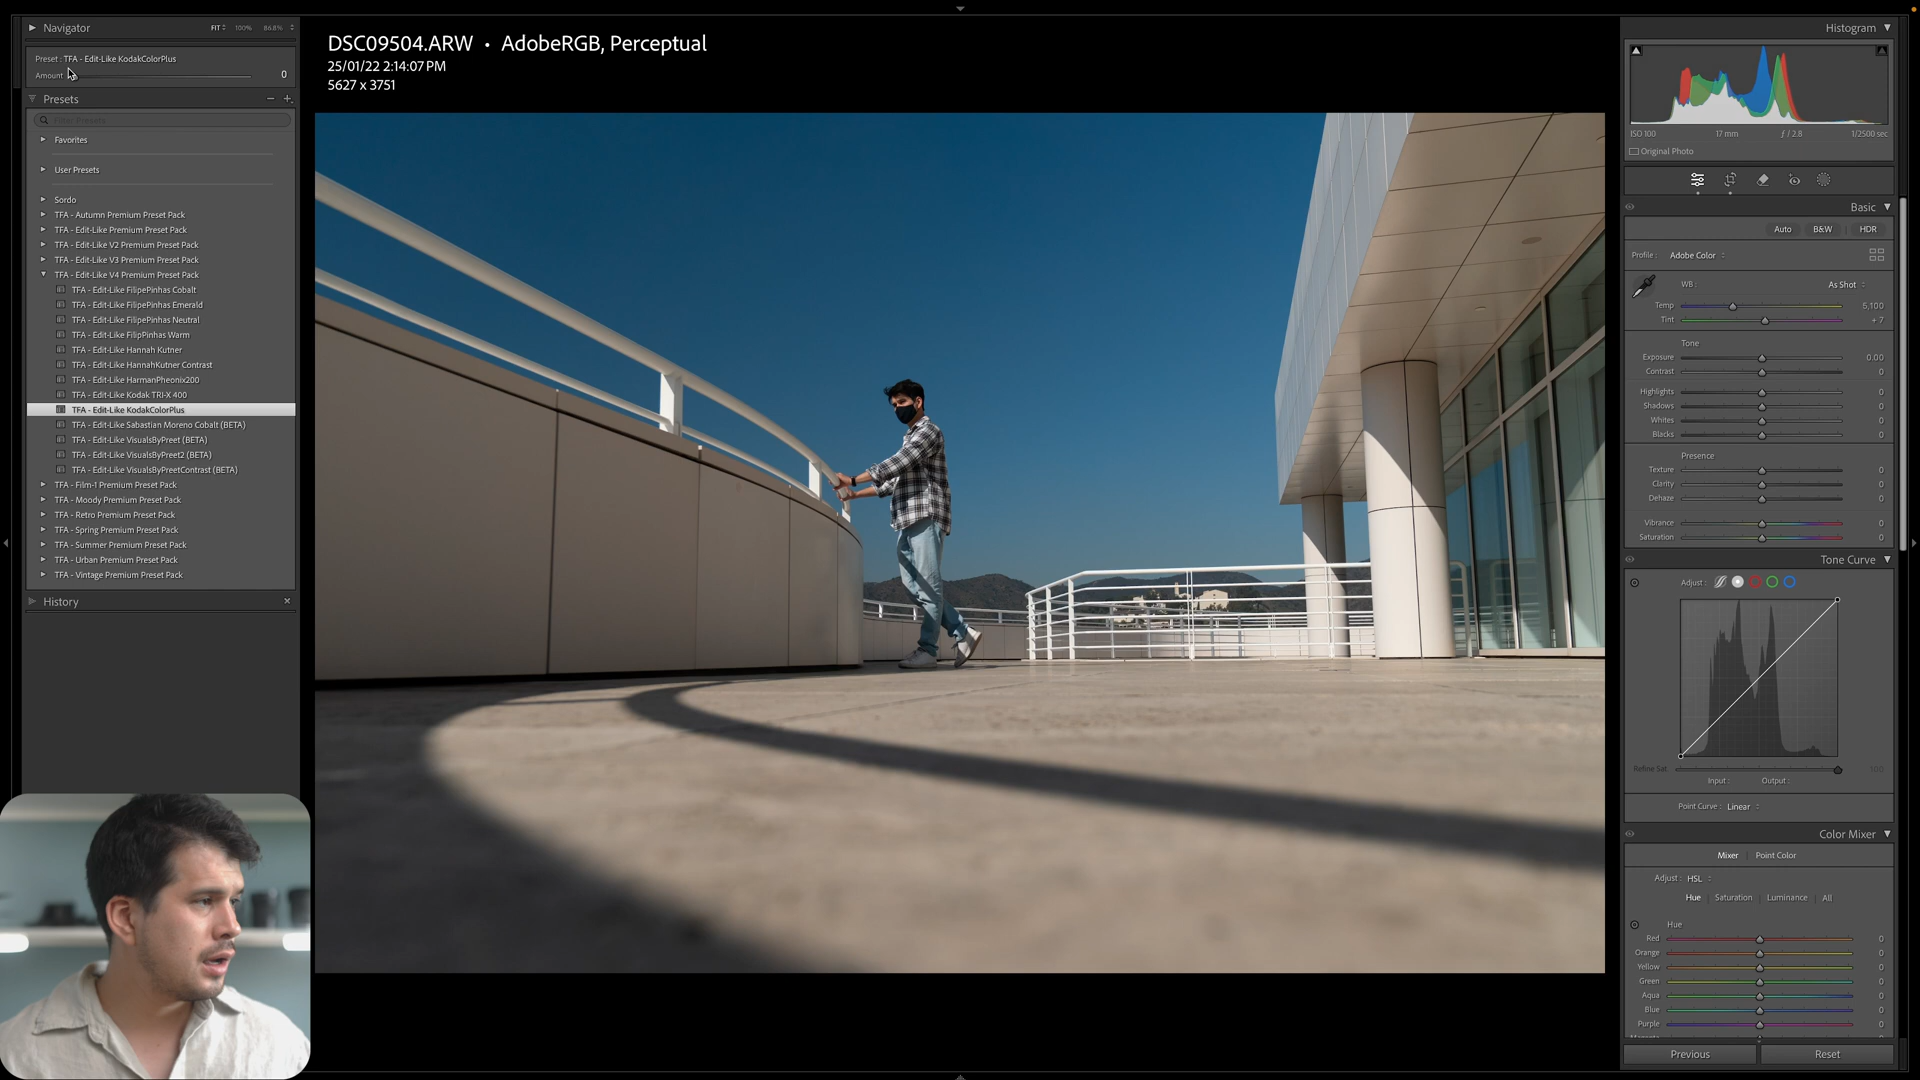 Navigator
FIT
100%
86.8%
Preset : TFA - Edit-Like KodakColorPlus
Amount
0
Presets
Filter Presets
Favorites
User Presets
Sordo
TFA - Autumn Premium Preset Pack
TFA - Edit-Like Premium Preset Pack
TFA - Edit-Like V2 Premium Preset Pack
TFA - Edit-Like V3 Premium Preset Pack
TFA - Edit-Like V4 Premium Preset Pack
TFA - Edit-Like FilipePinhas Cobalt
TFA - Edit-Like FilipePinhas Emerald
TFA - Edit-Like FilipePinhas Neutral
TFA - Edit-Like FilipPinhas Warm
TFA - Edit-Like Hannah Kutner
TFA - Edit-Like HannahKutner Contrast
TFA - Edit-Like HarmanPheonix200
TFA - Edit-Like Kodak TRI-X 400
TFA - Edit-Like KodakColorPlus
TFA - Edit-Like Sabastian Moreno Cobalt (BETA)
TFA - Edit-Like VisualsByPreet (BETA)
TFA - Edit-Like VisualsByPreet2 (BETA)
TFA - Edit-Like VisualsByPreetContrast (BETA)
TFA - Film-1 Premium Preset Pack
TFA - Moody Premium Preset Pack
TFA - Retro Premium Preset Pack
TFA - Spring Premium Preset Pack
TFA - Summer Premium Preset Pack
TFA - Urban Premium Preset Pack
TFA - Vintage Premium Preset Pack
History
DSC09504.ARW • AdobeRGB, Perceptual
25/01/22 2:14:07 PM
5627 x 3751
Histogram
ISO 100 17 mm ƒ / 2.8 1/2500 sec
Original Photo
Basic
Auto B&W HDR
Profile : Adobe Color
WB : As Shot
Temp 5,100
Tint + 7
Tone
Exposure 0.00
Contrast 0
Highlights 0
Shadows 0
Whites 0
Blacks 0
Presence
Texture 0
Clarity 0
Dehaze 0
Vibrance 0
Saturation 0
Tone Curve
Adjust :
Refine Sat. 100
Input : Output :
Point Curve : Linear
Color Mixer
Mixer Point Color
Adjust : HSL
Hue Saturation Luminance All
Hue
Red 0
Orange 0
Yellow 0
Green 0
Aqua 0
Blue 0
Purple 0
Previous Reset